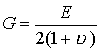 G = E / 2(1 + υ)